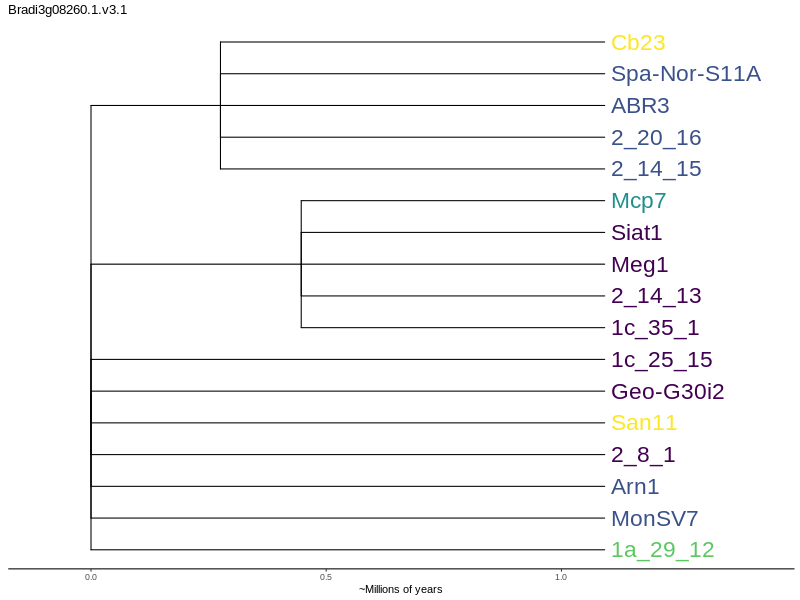 Bradi3g08260.1.v3.1
Cb23
Spa-Nor-S11A
ABR3
2_20_16
2_14_15
Mcp7
Siat1
Meg1
2_14_13
1c_35_1
1c_25_15
Geo-G30i2
San11
2_8_1
Arn1
MonSV7
1a_29_12
0.0 0.5 1.0
~Millions of years